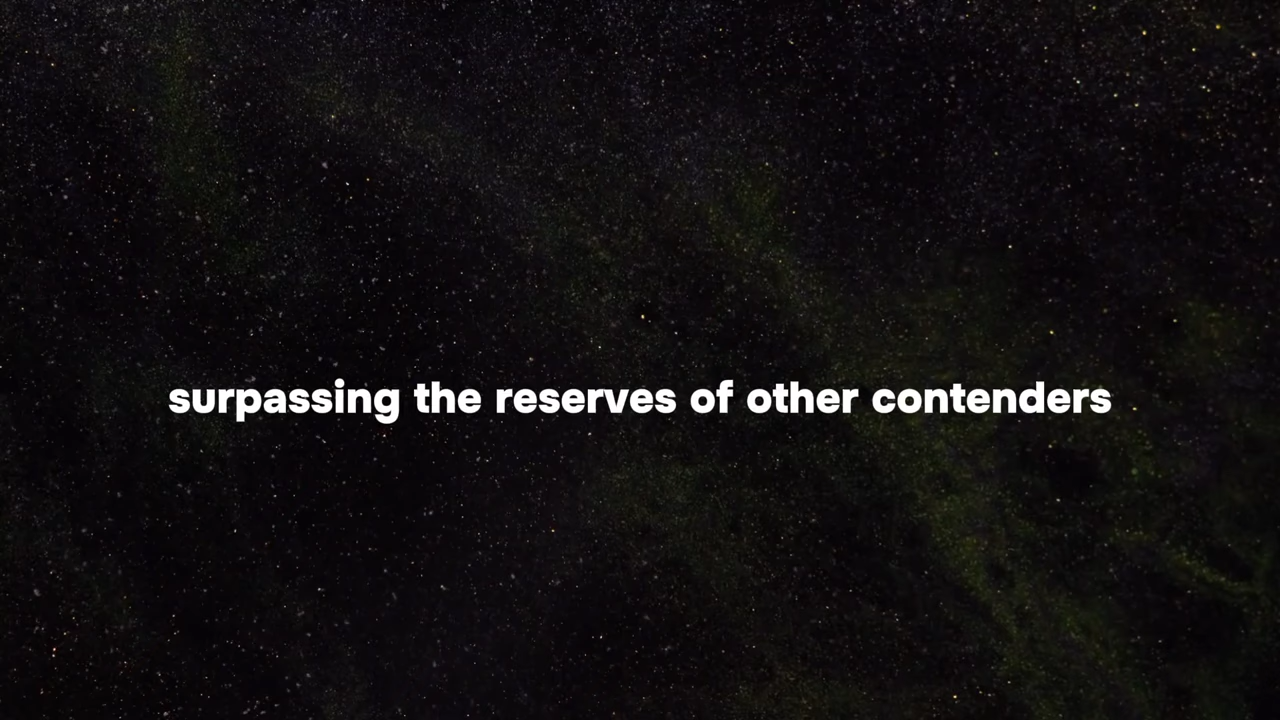 surpassing the reserves of other contenders